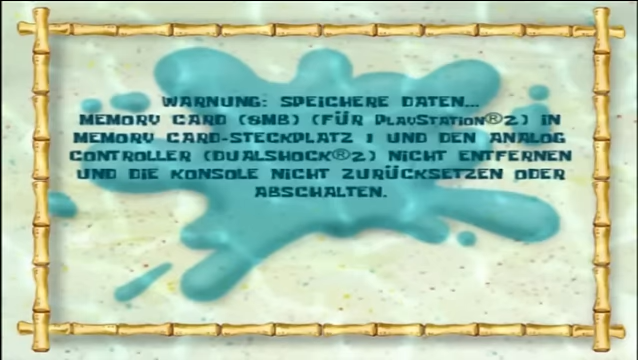 WARNUNG: SPEICHERE DATEN...
MEMORY CARD (8MB) (FÜR PLAYSTATION®2) IN
MEMORY CARD-STECKPLATZ 1 UND DEN ANALOG
CONTROLLER (DUALSHOCK®2) NICHT ENTFERNEN
UND DIE KONSOLE NICHT ZURÜCKSETZEN ODER
ABSCHALTEN.